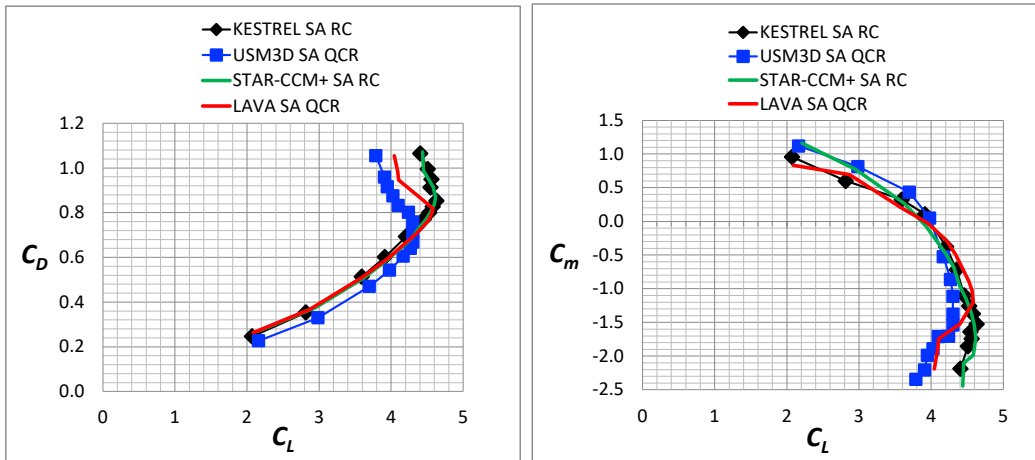 KESTREL SA RC
USM3D SA QCR
STAR-CCM+ SA RC
LAVA SA QCR
1.2
1.0
0.8
0.6
0.4
0.2
0.0
C_D
0 1 2 3 4 5
C_L
KESTREL SA RC
USM3D SA QCR
STAR-CCM+ SA RC
LAVA SA QCR
1.5
1.0
0.5
0.0
-0.5
-1.0
-1.5
-2.0
-2.5
C_m
0 1 2 3 4 5
C_L